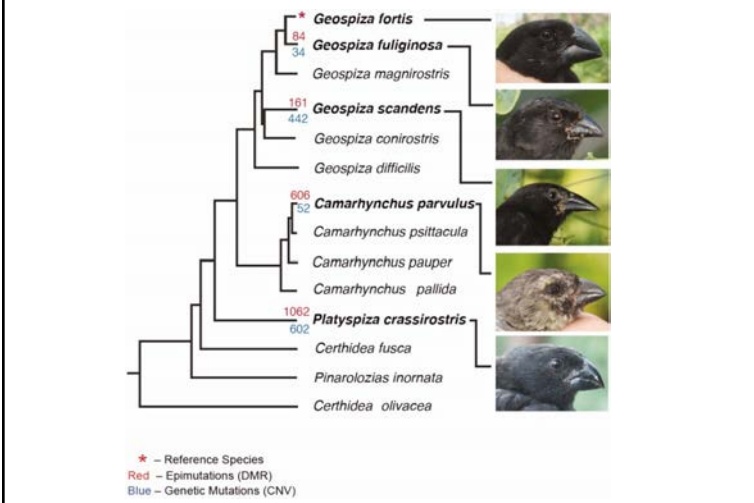 * Geospiza fortis
84
34
Geospiza fuliginosa
Geospiza magnirostris
161
442
Geospiza scandens
Geospiza conirostris
Geospiza difficilis
606
52
Camarhynchus parvulus
Camarhynchus psittacula
Camarhynchus pauper
Camarhynchus pallida
1062
602
Platyspiza crassirostris
Certhidea fusca
Pinarolozias inornata
Certhidea olivacea
* – Reference Species
Red – Epimutations (DMR)
Blue – Genetic Mutations (CNV)